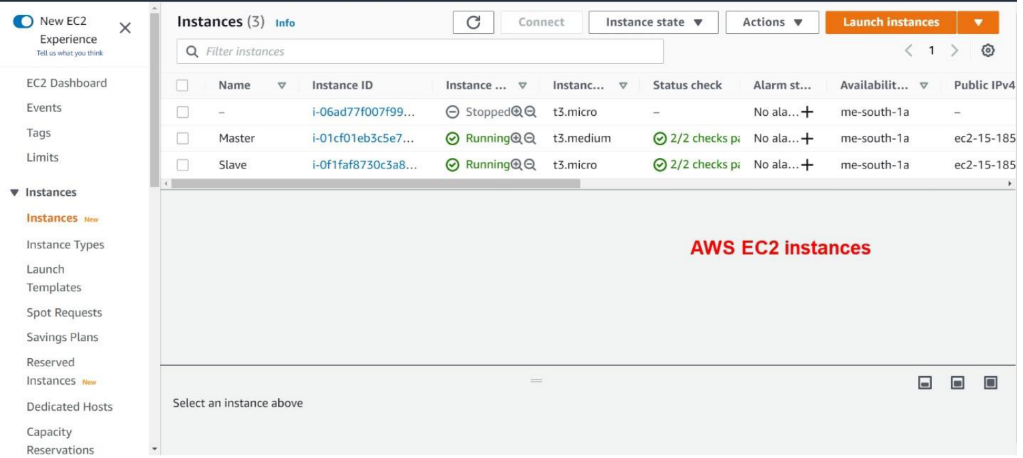 New EC2
Experience
Tell us what you think
EC2 Dashboard
Events
Tags
Limits
Instances
Instances New
Instance Types
Launch
Templates
Spot Requests
Savings Plans
Reserved
Instances New
Dedicated Hosts
Capacity
Reservations
Instances (3) Info
Connect Instance state Actions Launch instances
Filter instances
1
Name Instance ID Instance ... Instanc... Status check Alarm st... Availabilit... Public IPv4
– i-06ad77f007f99... Stopped t3.micro – No ala... me-south-1a –
Master i-01cf01eb3c5e7... Running t3.medium 2/2 checks pa No ala... me-south-1a ec2-15-185
Slave i-0f1faf8730c3a8... Running t3.micro 2/2 checks pa No ala... me-south-1a ec2-15-185
AWS EC2 instances
Select an instance above